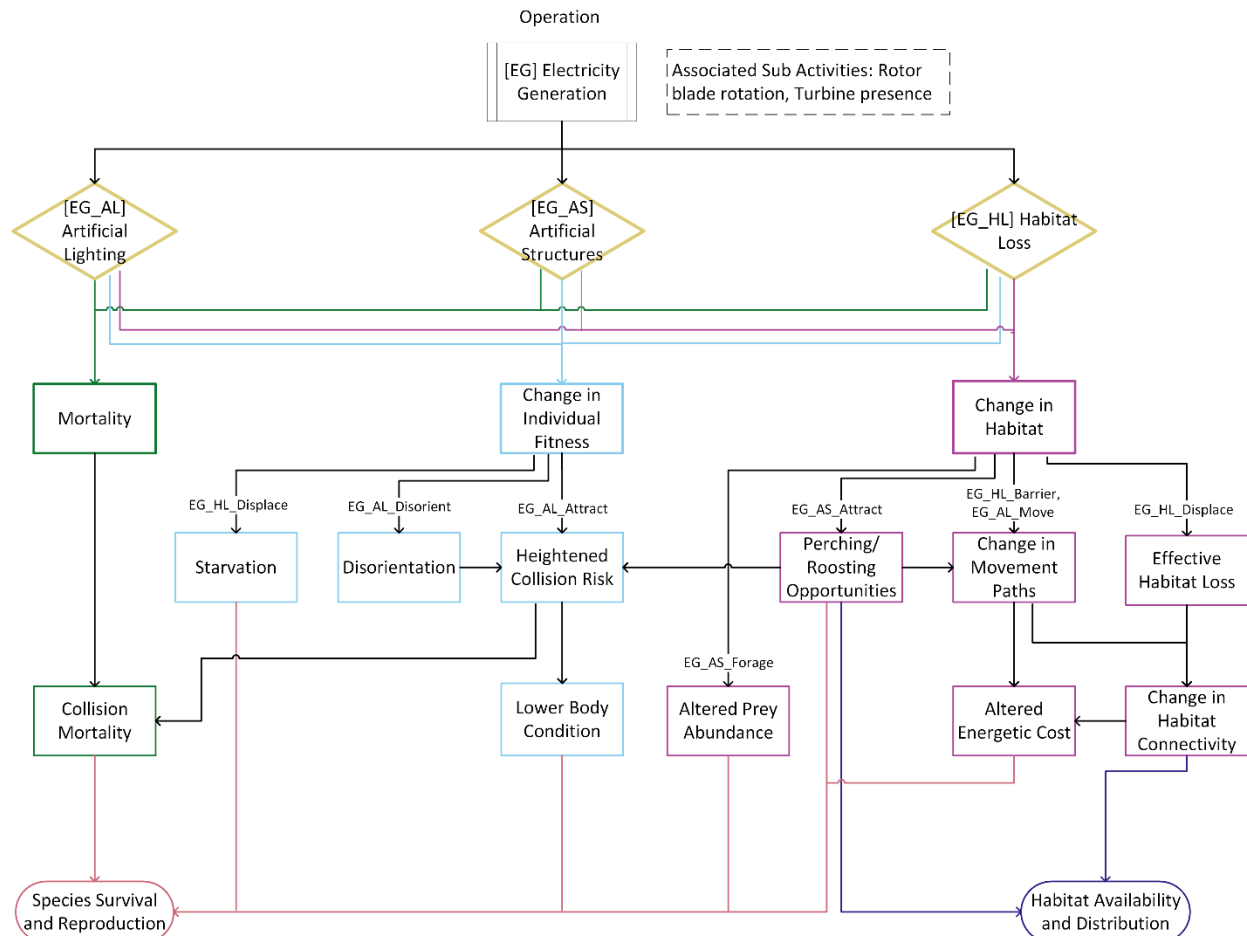 Operation
[EG] Electricity
Generation
Associated Sub Activities: Rotor
blade rotation, Turbine presence
[EG_AL]
Artificial
Lighting
[EG_AS]
Artificial
Structures
[EG_HL] Habitat
Loss
Mortality
Change in
Individual
Fitness
Change in
Habitat
EG_HL_Displace
EG_AL_Disorient
EG_AL_Attract
EG_AS_Attract
EG_HL_Barrier,
EG_AL_Move
EG_HL_Displace
Starvation
Disorientation
Heightened
Collision Risk
Perching/
Roosting
Opportunities
Change in
Movement
Paths
Effective
Habitat Loss
EG_AS_Forage
Collision
Mortality
Lower Body
Condition
Altered Prey
Abundance
Altered
Energetic Cost
Change in
Habitat
Connectivity
Species Survival
and Reproduction
Habitat Availability
and Distribution